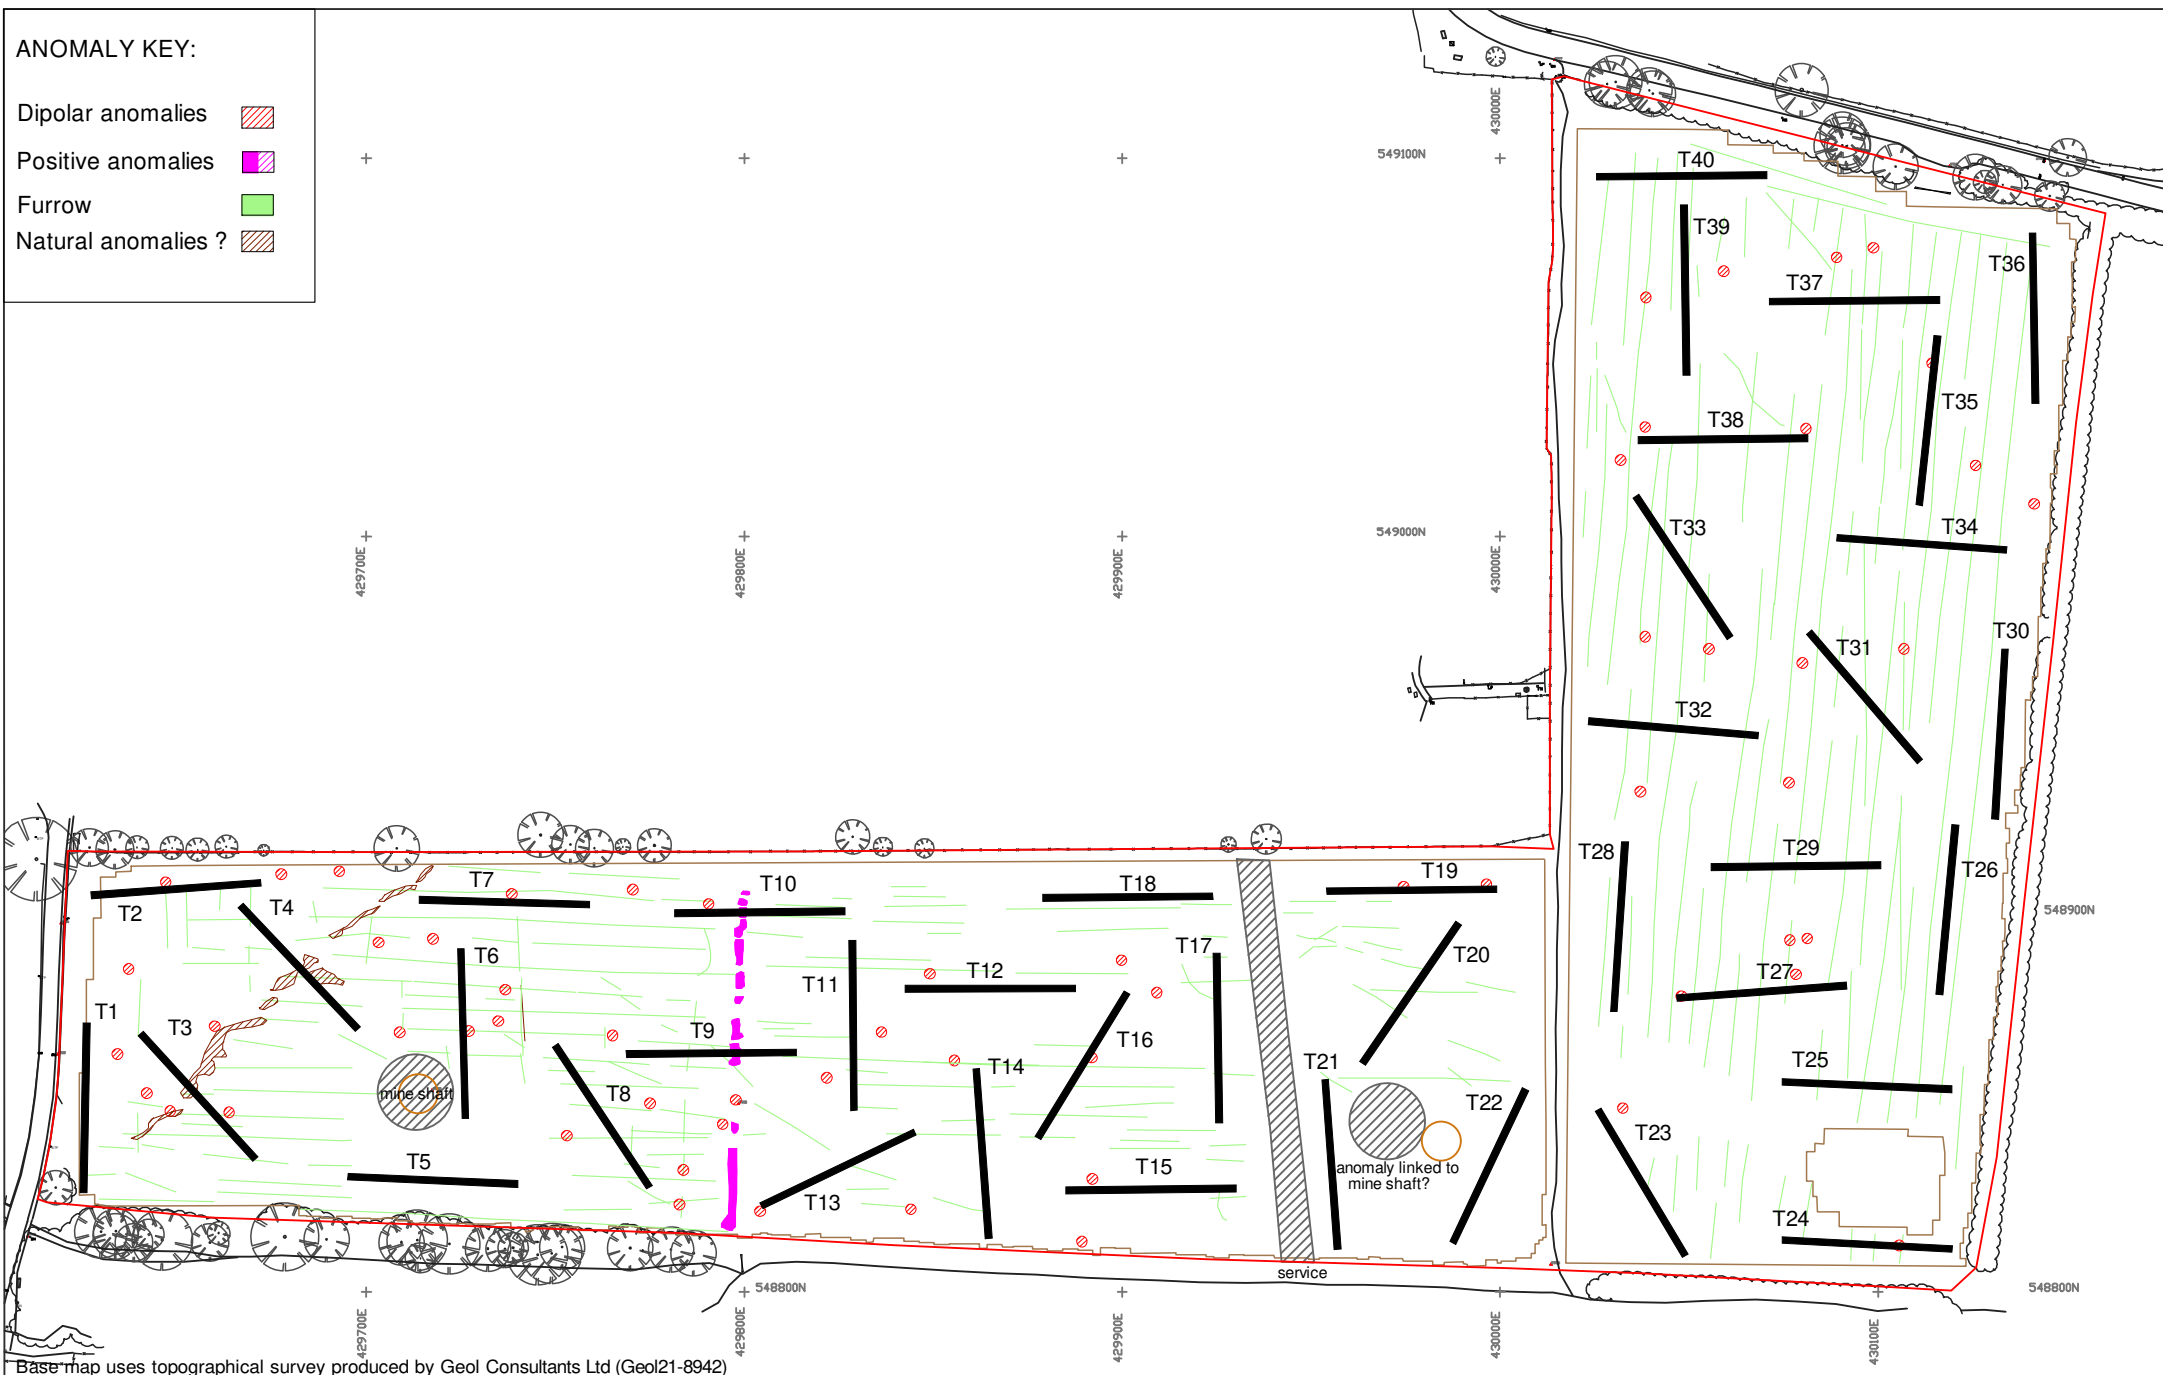 ANOMALY KEY:
Dipolar anomalies
Positive anomalies
Furrow
Natural anomalies ?
430000E
549100N
T40
T39
T36
T37
T35
T38
549000N
429700E
429800E
429900E
430000E
T33
T34
T30
T31
T32
T28
T29
T26
T19
T18
T10
T7
T2
T4
548900N
T17
T20
T6
T12
T27
T11
T1
T3
T9
T16
T14
T21
T25
T8
mine shaft
T22
T23
T5
T15
anomaly linked to
mine shaft?
T13
T24
service
548800N
548800N
429700E
429800E
429900E
430000E
430100E
Base map uses topographical survey produced by Geol Consultants Ltd (Geol21-8942)